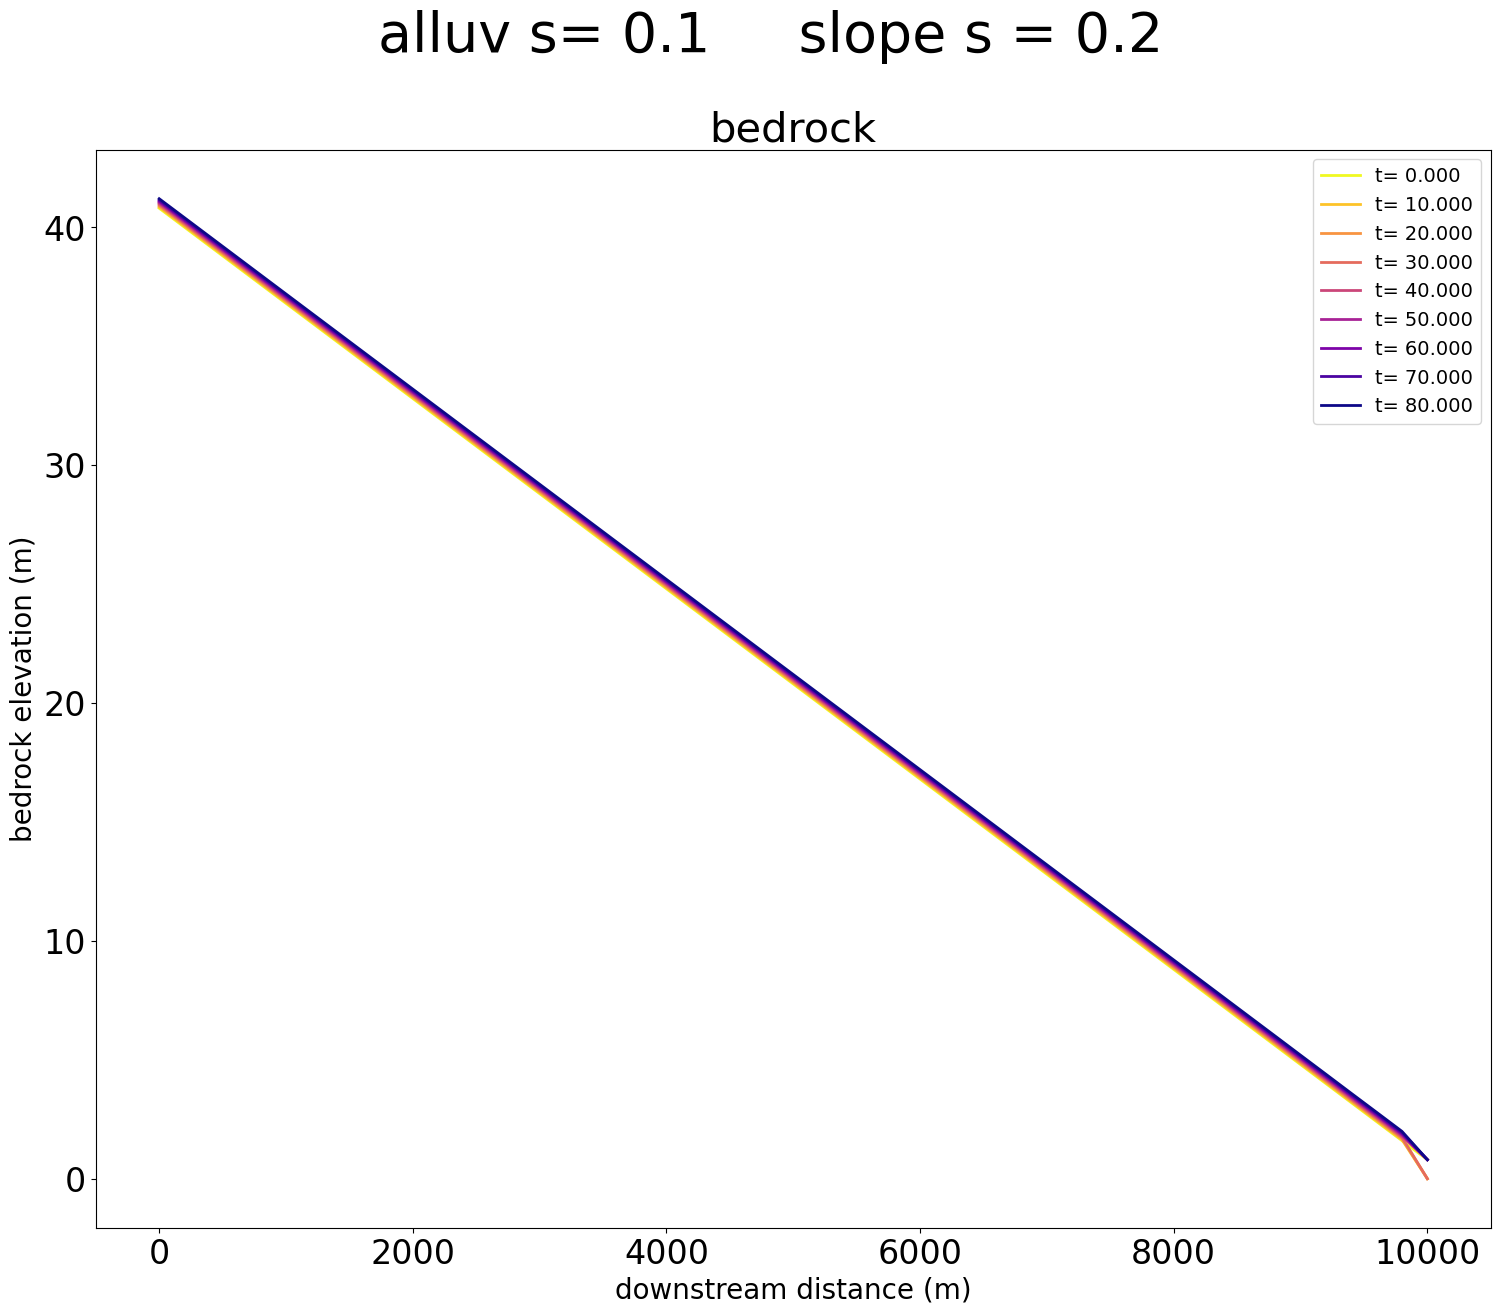 alluv s= 0.1     slope s = 0.2
bedrock
t= 0.000
t= 10.000
t= 20.000
t= 30.000
t= 40.000
t= 50.000
t= 60.000
t= 70.000
t= 80.000
40
30
20
10
0
bedrock elevation (m)
0 2000 4000 6000 8000 10000
downstream distance (m)